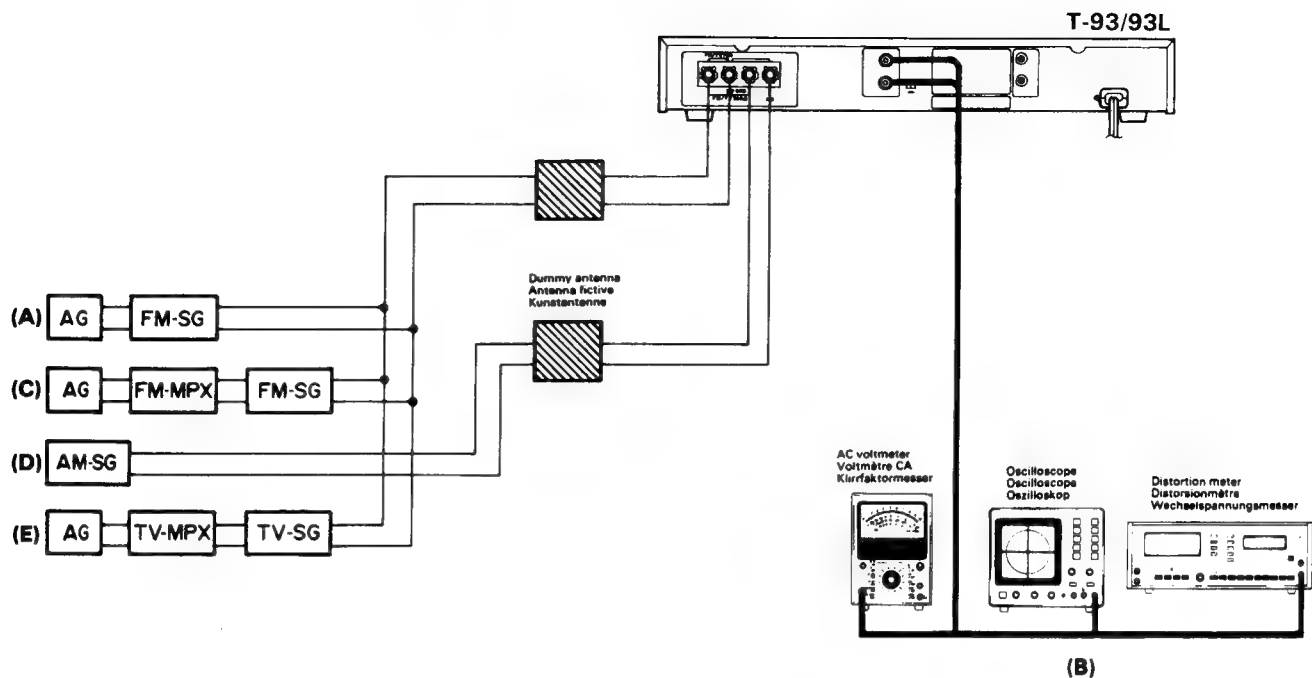 T-93/93L
Dummy antenna
Antenna fictive
Kunstantenne
(A) AG FM-SG
(C) AG FM-MPX FM-SG
(D) AM-SG
(E) AG TV-MPX TV-SG
AC voltmeter
Voltmètre CA
Klirrfaktormesser
Oscilloscope
Oscilloscope
Oszilloskop
Distortion meter
Distorsionmètre
Wechselspannungsmesser
(B)